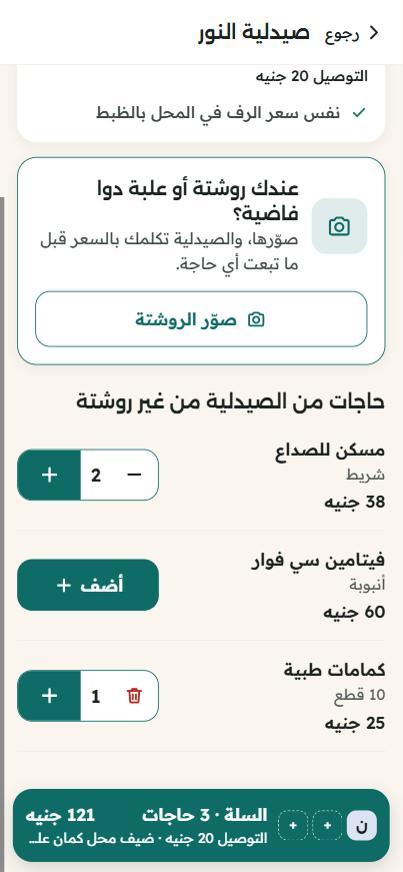 رجوع صيدلية النور
التوصيل 20 جنيه
نفس سعر الرف في المحل بالظبط
عندك روشتة أو علبة دوا
فاضية؟
صوّرها، والصيدلية تكلمك بالسعر قبل
ما تبعت أي حاجة.
صوّر الروشتة
حاجات من الصيدلية من غير روشتة
مسكن للصداع
شريط
38 جنيه
− 2 +
فيتامين سي فوار
أنبوبة
60 جنيه
أضف +
كمامات طبية
10 قطع
25 جنيه
1 +
ن + +
السلة · 3 حاجات 121 جنيه
التوصيل 20 جنيه · ضيف محل كمان علـ...